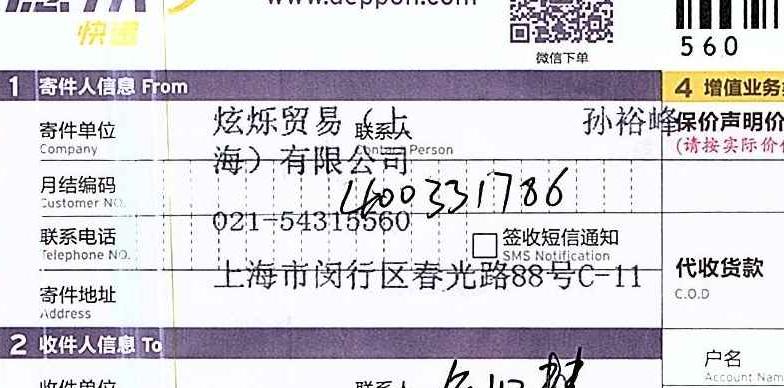 快递
www.deppon.com
微信下单
560
1 寄件人信息 From
4 增值业务
寄件单位
Company
炫烁贸易（上
海）有限公司
联系人
Contact Person
孙裕峰
保价声明价
(请按实际价
月结编码
Customer NO.
400331786
联系电话
Telephone NO.
021-54315560
签收短信通知
SMS Notification
代收货款
C.O.D
寄件地址
Address
上海市闵行区春光路88号C-11
2 收件人信息 To
户名
Account Nam
收件单位
联系人